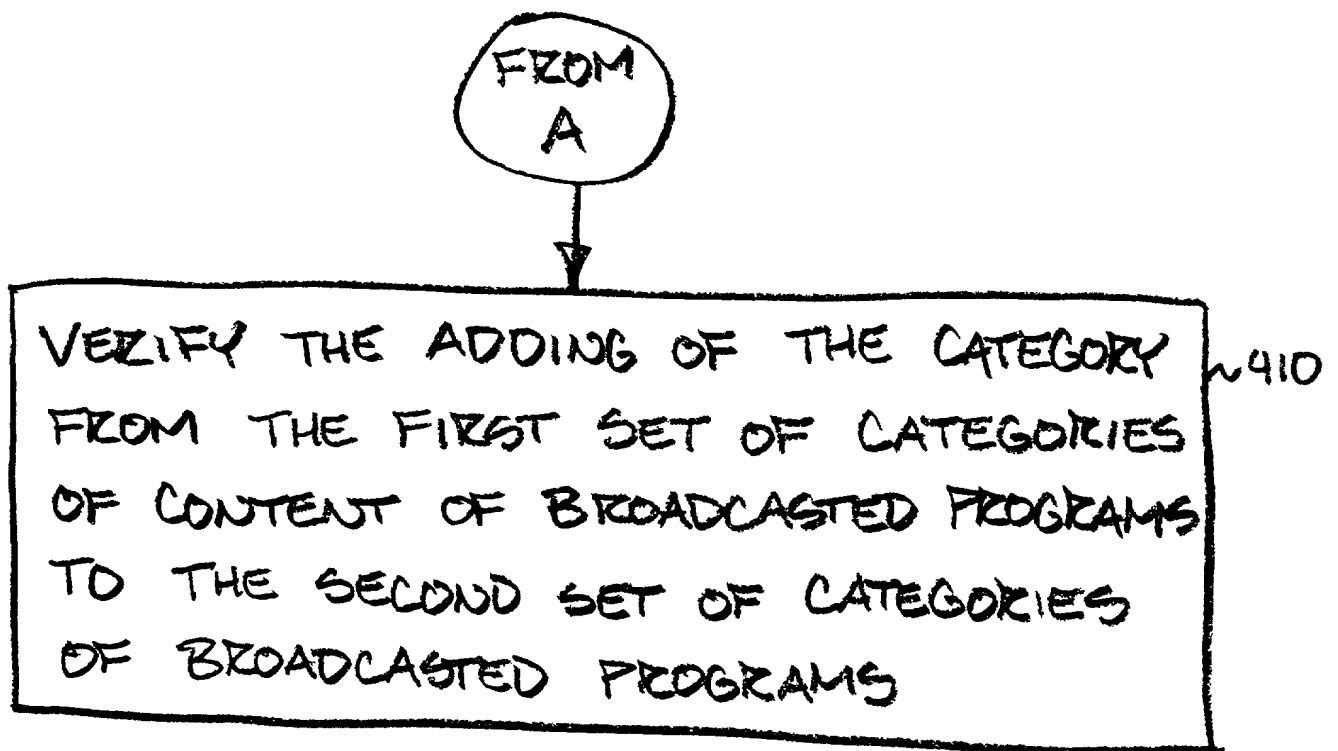 FROM
A
VERIFY THE ADDING OF THE CATEGORY
FROM THE FIRST SET OF CATEGORIES
OF CONTENT OF BROADCASTED PROGRAMS
TO THE SECOND SET OF CATEGORIES
OF BROADCASTED PROGRAMS
410